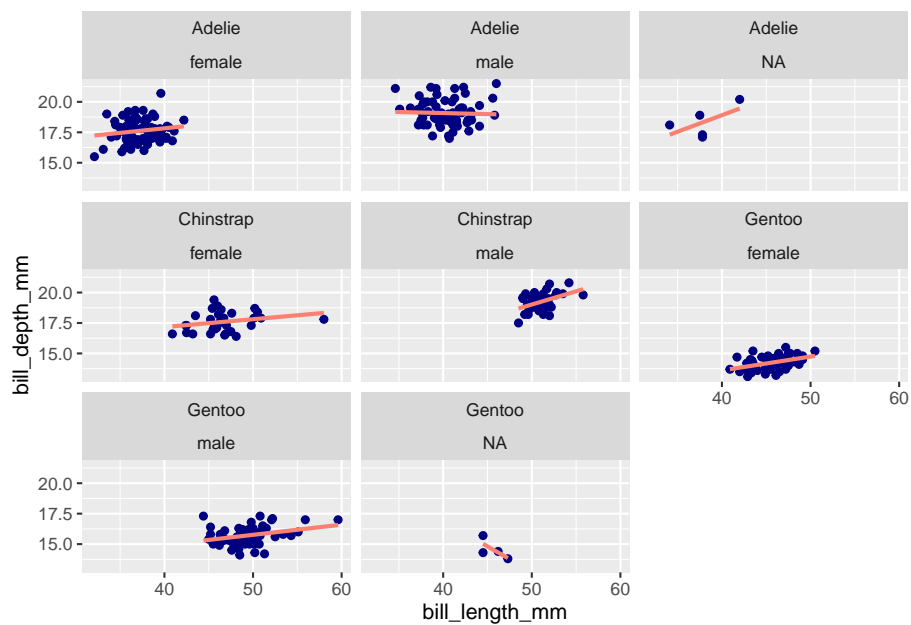 Adelie
female
Adelie
male
Adelie
NA
20.0
17.5
15.0
Chinstrap
female
Chinstrap
male
Gentoo
female
20.0
17.5
15.0
40
50
60
Gentoo
male
Gentoo
NA
20.0
17.5
15.0
40
50
60
40
50
60
bill_length_mm
bill_depth_mm